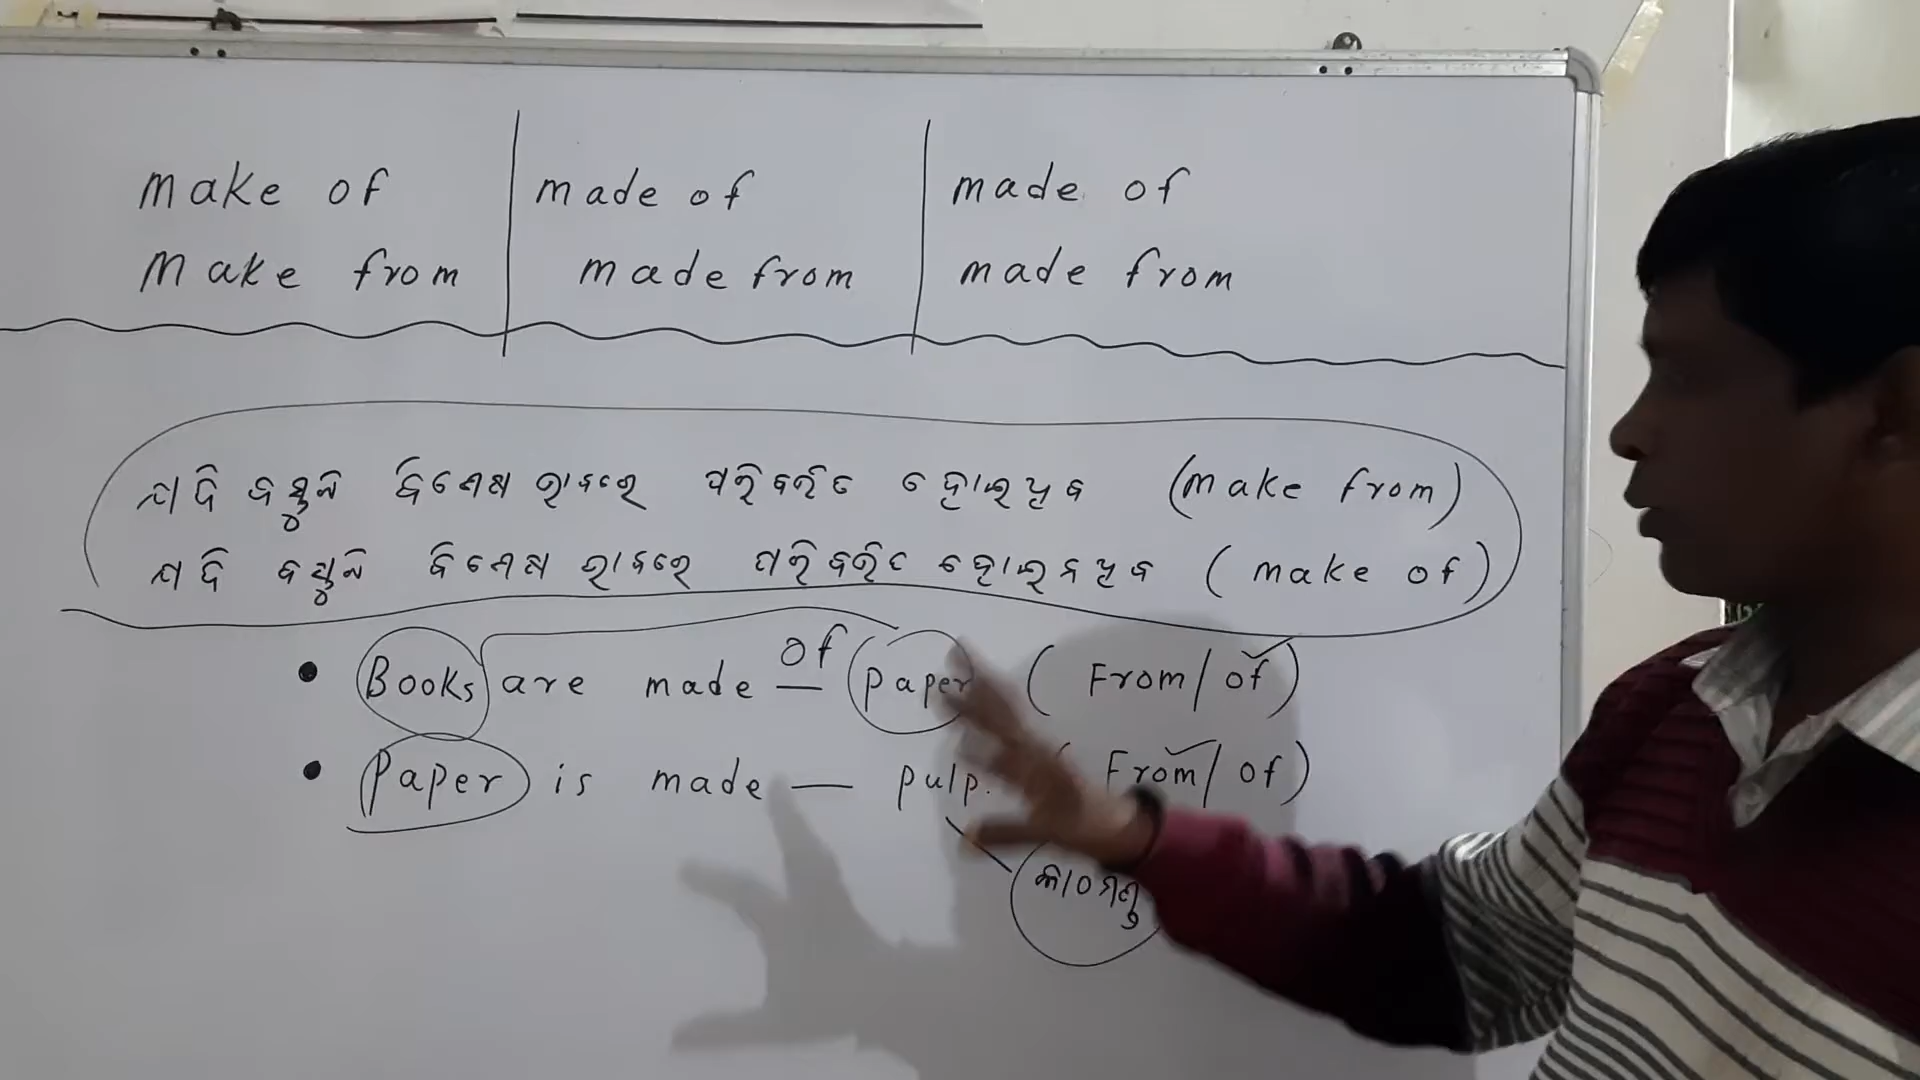 make of
make from
made of
made from
made of
made from
ଯଦି ବସ୍ତୁଟି ବିଶେଷ ଭାବରେ ପରିବର୍ତିତ ହୋଇଥିବ (make from)
ଯଦି ବସ୍ତୁଟି ବିଶେଷ ଭାବରେ ପରିବର୍ତିତ ହୋଇନଥିବ (make of)
• Books are made of paper (From/of)
• Paper is made — pulp. (From/of)